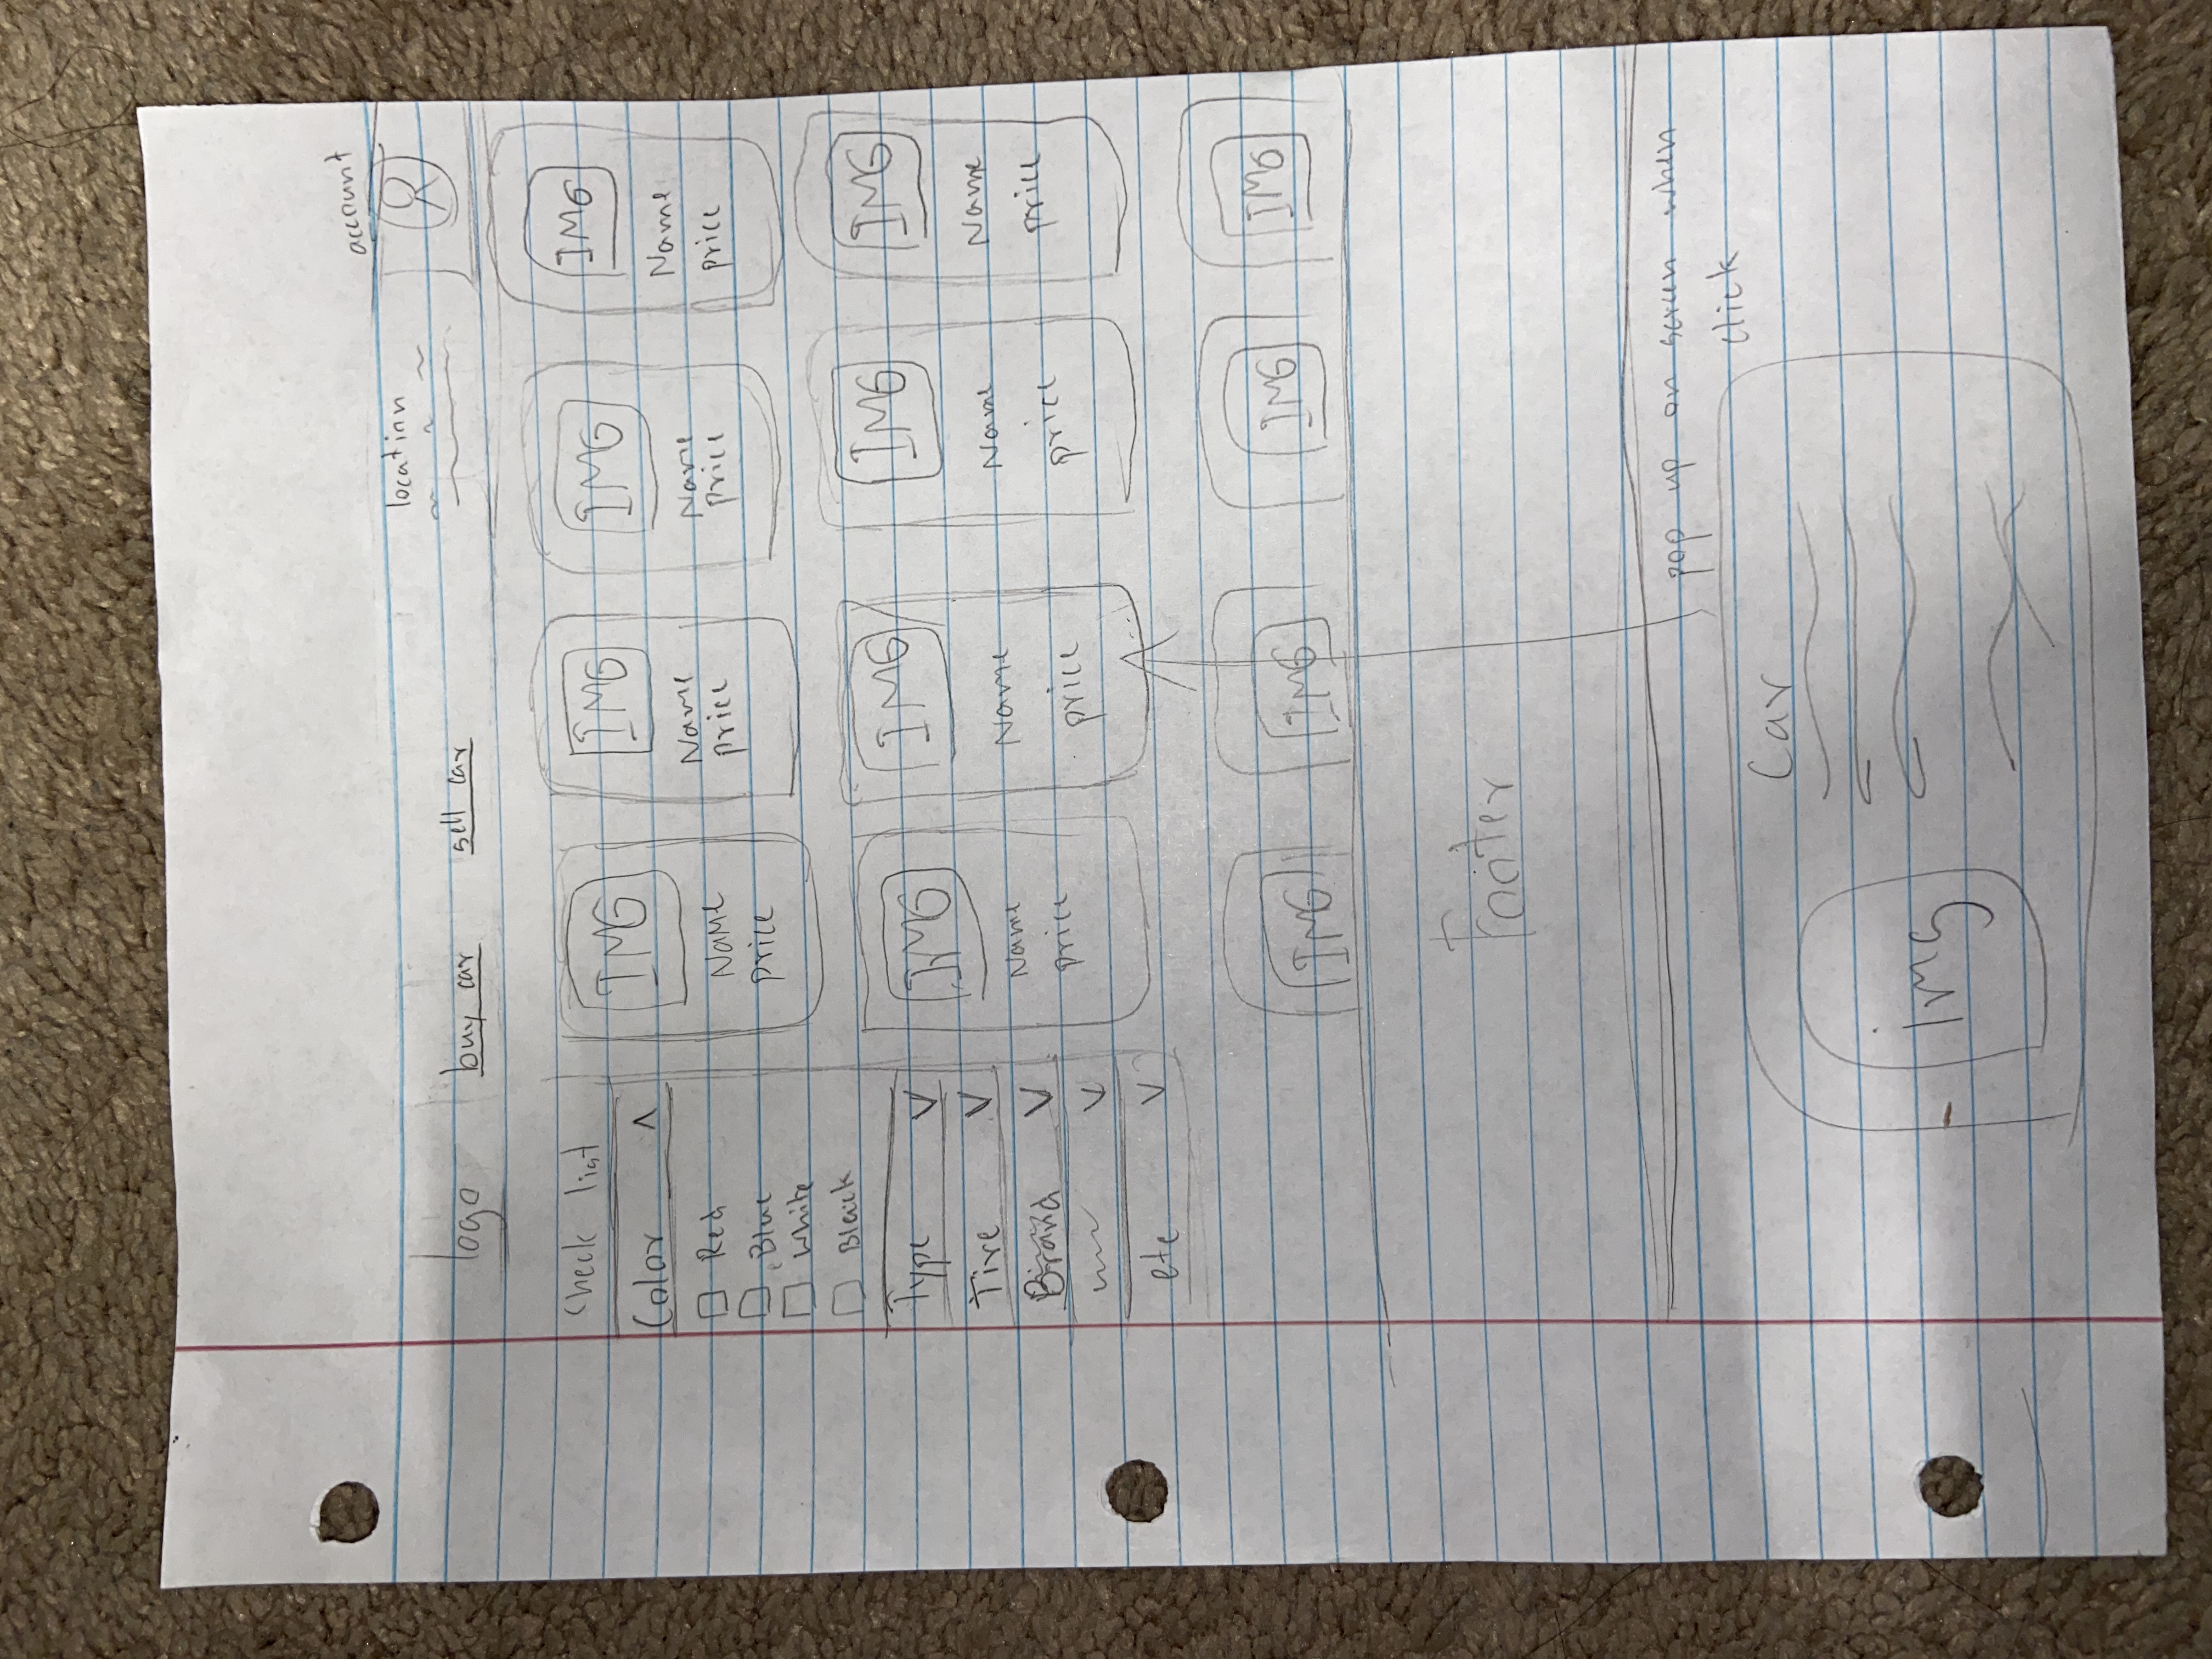 account
location
logo buy car sell car
check list
Color ^
Red
Blue
White
Black
Type V
Tire V
Brand V
V
etc V
IMG IMG IMG IMG
Name Name Name Name
price price price price
IMG IMG IMG IMG
Name Name Name Name
price price price price
IMG IMG IMG IMG
Footer
pop up on screen when
click
Car
img